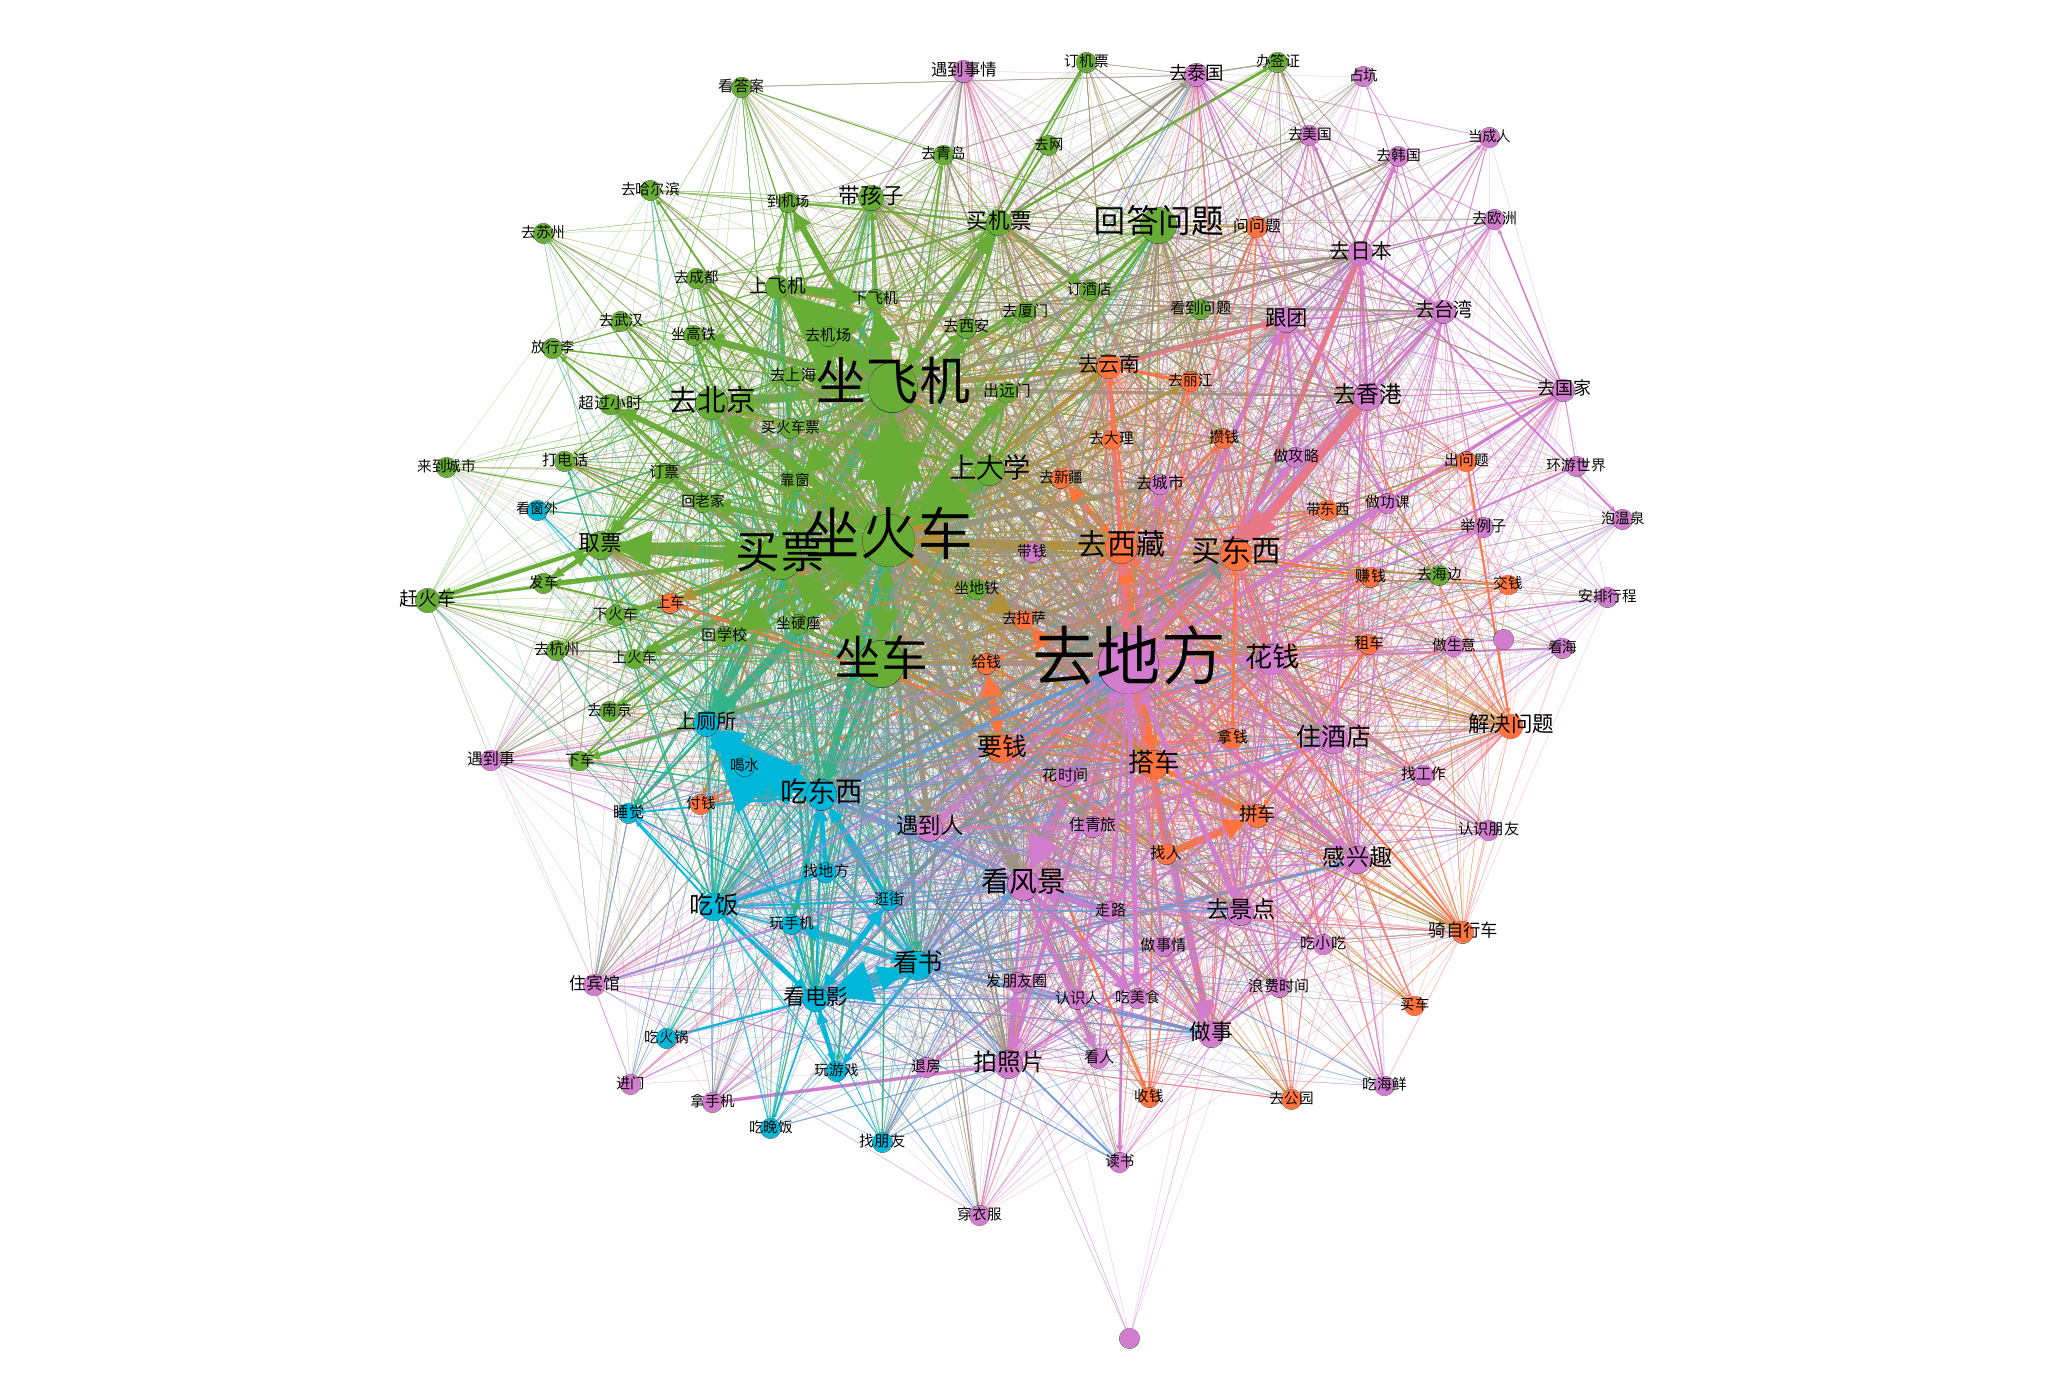 订机票
办签证
遇到事情
去泰国
占坑
看答案
去美国
当成人
去网
去青岛
去韩国
去哈尔滨
带孩子
到机场
去欧洲
买机票
回答问题
问问题
去苏州
去日本
去成都
上飞机
订酒店
下飞机
看到问题
去台湾
去厦门
跟团
去武汉
去西安
坐高铁
去机场
放行李
去云南
去上海
去丽江
坐飞机
去国家
出远门
去香港
去北京
超过小时
买火车票
攒钱
去大理
做攻略
打电话
出问题
来到城市
环游世界
上大学
订票
靠窗
去新疆
去城市
回老家
做功课
看窗外
带东西
泡温泉
举例子
坐火车
取票
去西藏
买东西
买票
带钱
去海边
赚钱
发车
交钱
坐地铁
安排行程
赶火车
上车
下火车
去拉萨
坐硬座
回学校
租车
做生意
去杭州
看海
上火车
去地方
花钱
坐车
给钱
去南京
上厕所
解决问题
拿钱
住酒店
要钱
遇到事
下车
搭车
喝水
花时间
找工作
吃东西
付钱
睡觉
拼车
住青旅
遇到人
认识朋友
找人
感兴趣
找地方
看风景
逛街
吃饭
走路
去景点
玩手机
骑自行车
做事情
吃小吃
看书
发朋友圈
住宾馆
浪费时间
看电影
认识人
吃美食
买车
做事
吃火锅
看人
拍照片
退房
玩游戏
进门
吃海鲜
收钱
去公园
拿手机
吃晚饭
找朋友
读书
穿衣服